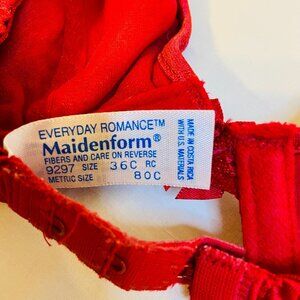 EVERYDAY ROMANCE™
Maidenform®
FIBERS AND CARE ON REVERSE
9297 SIZE 36C RC
METRIC SIZE 80C
MADE IN COSTA RICA
WITH U.S. MATERIALS